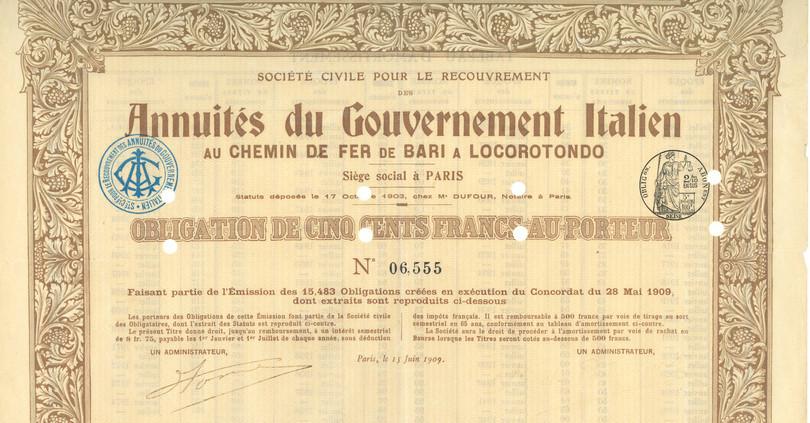 SOCIÉTÉ CIVILE POUR LE RECOUVREMENT
DES
Annuités du Gouvernement Italien
AU CHEMIN DE FER DE BARI A LOCOROTONDO
Siège social à PARIS
Statuts déposés le 17 Octobre 1903, chez Mᵉ DUFOUR, Notaire à Paris
OBLIGATION DE CINQ CENTS FRANCS AU PORTEUR
N° 06,555
Faisant partie de l'Émission des 15,483 Obligations créées en exécution du Concordat du 28 Mai 1909,
dont extraits sont reproduits ci-dessous
Les porteurs des Obligations de cette Émission font partie de la Société civile
des Obligataires, dont l'extrait des Statuts est reproduit ci-contre.
Le présent Titre donne droit, jusqu'au remboursement, à un intérêt semestriel
de 8 fr. 75, payables les 1er Janvier et 1er Juillet de chaque année, sous déduction
des impôts français. Il est remboursable à 500 francs par voie de tirage au sort
semestriel en 65 ans, conformément au tableau d'amortissement ci-contre.
La Société aura le droit de procéder à l'amortissement par voie de rachat en
Bourse lorsque les Titres seront cotés au-dessous de 500 francs.
UN ADMINISTRATEUR,
Paris, le 15 Juin 1909.
UN ADMINISTRATEUR,